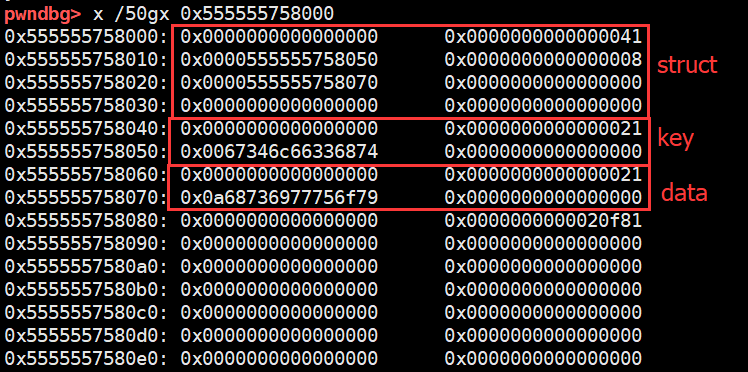 pwndbg> x /50gx 0x555555758000
0x555555758000: 0x0000000000000000 0x0000000000000041
0x555555758010: 0x0000555555758050 0x0000000000000008
0x555555758020: 0x0000555555758070 0x0000000000000000
0x555555758030: 0x0000000000000000 0x0000000000000000
struct
0x555555758040: 0x0000000000000000 0x0000000000000021
0x555555758050: 0x0067346c66336874 0x0000000000000000
key
0x555555758060: 0x0000000000000000 0x0000000000000021
0x555555758070: 0x0a68736977756f79 0x0000000000000000
data
0x555555758080: 0x0000000000000000 0x0000000000020f81
0x555555758090: 0x0000000000000000 0x0000000000000000
0x5555557580a0: 0x0000000000000000 0x0000000000000000
0x5555557580b0: 0x0000000000000000 0x0000000000000000
0x5555557580c0: 0x0000000000000000 0x0000000000000000
0x5555557580d0: 0x0000000000000000 0x0000000000000000
0x5555557580e0: 0x0000000000000000 0x0000000000000000